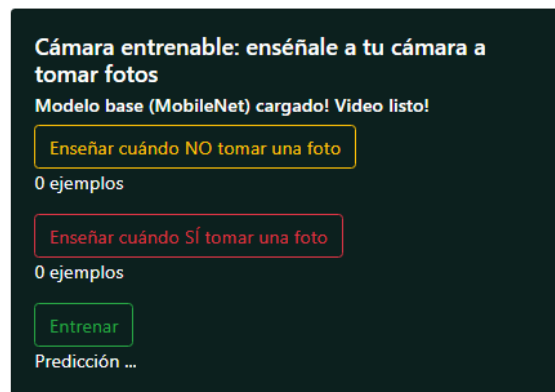 Cámara entrenable: enséñale a tu cámara a
tomar fotos
Modelo base (MobileNet) cargado! Video listo!
Enseñar cuándo NO tomar una foto
0 ejemplos
Enseñar cuándo SÍ tomar una foto
0 ejemplos
Entrenar
Predicción ...